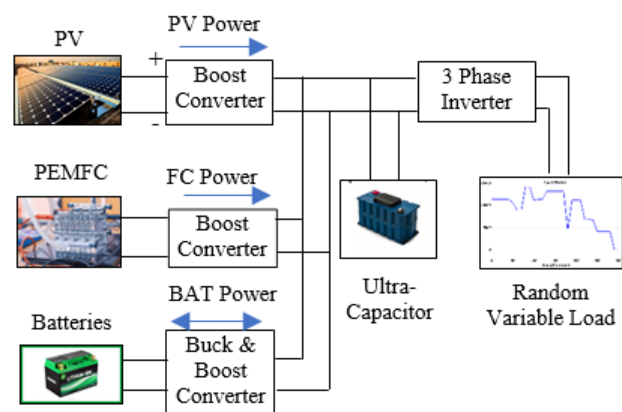 PV
PV Power
+
-
Boost
Converter
3 Phase
Inverter
PEMFC
FC Power
Boost
Converter
BAT Power
Batteries
Buck &
Boost
Converter
Ultra-
Capacitor
Random
Variable Load